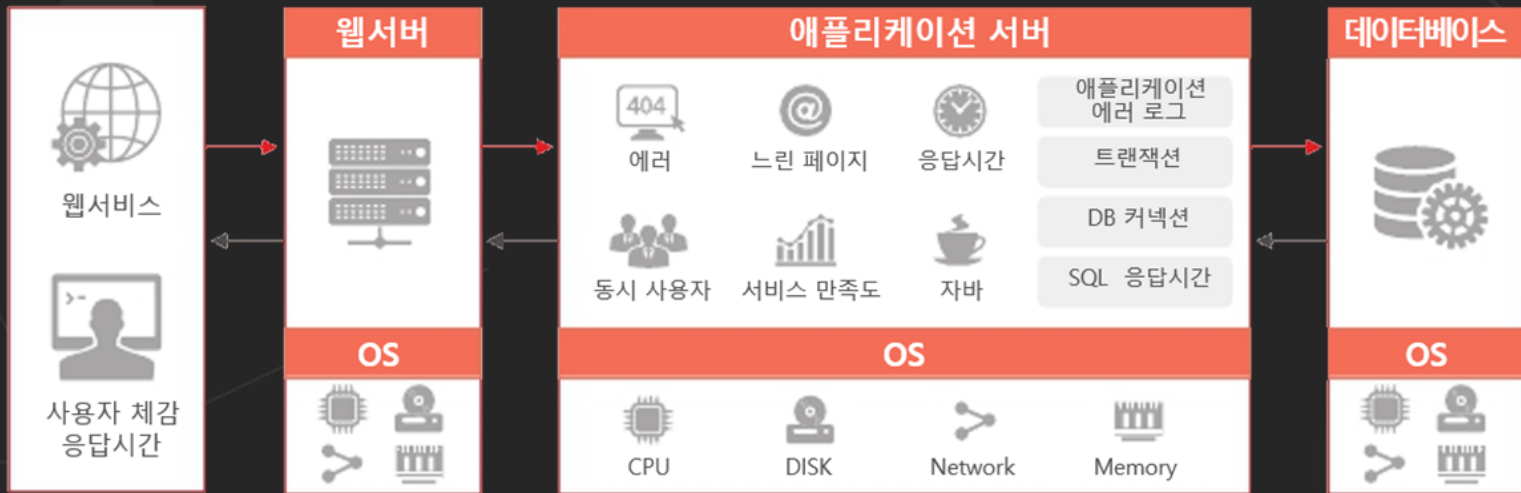 웹서비스
사용자 체감
응답시간
웹서버
OS
애플리케이션 서버
404
에러
@
느린 페이지
응답시간
동시 사용자
서비스 만족도
자바
애플리케이션
에러 로그
트랜잭션
DB 커넥션
SQL 응답시간
OS
CPU
DISK
Network
Memory
데이터베이스
OS